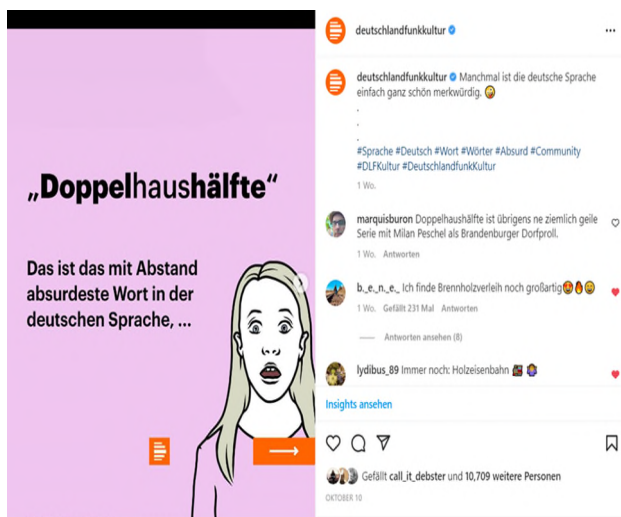 „Doppelhaushälfte“
Das ist das mit Abstand
absurdeste Wort in der
deutschen Sprache, ...
deutschlandfunkkultur
deutschlandfunkkultur Manchmal ist die deutsche Sprache
einfach ganz schön merkwürdig. 🤪
.
.
.
#Sprache #Deutsch #Wort #Wörter #Absurd #Community
#DLFKultur #DeutschlandfunkKultur
1 Wo.
marquisburon Doppelhaushälfte ist übrigens ne ziemlich geile
Serie mit Milan Peschel als Brandenburger Dorfproll.
1 Wo. Antworten
b._e._n._e._ Ich finde Brennholzverleih noch großartig😍🔥😄
1 Wo. Gefällt 231 Mal Antworten
Antworten ansehen (8)
lydibus_89 Immer noch: Holzeisenbahn 🚂 🤷‍♀️
Insights ansehen
Gefällt call_it_debster und 10,709 weitere Personen
OKTOBER 10